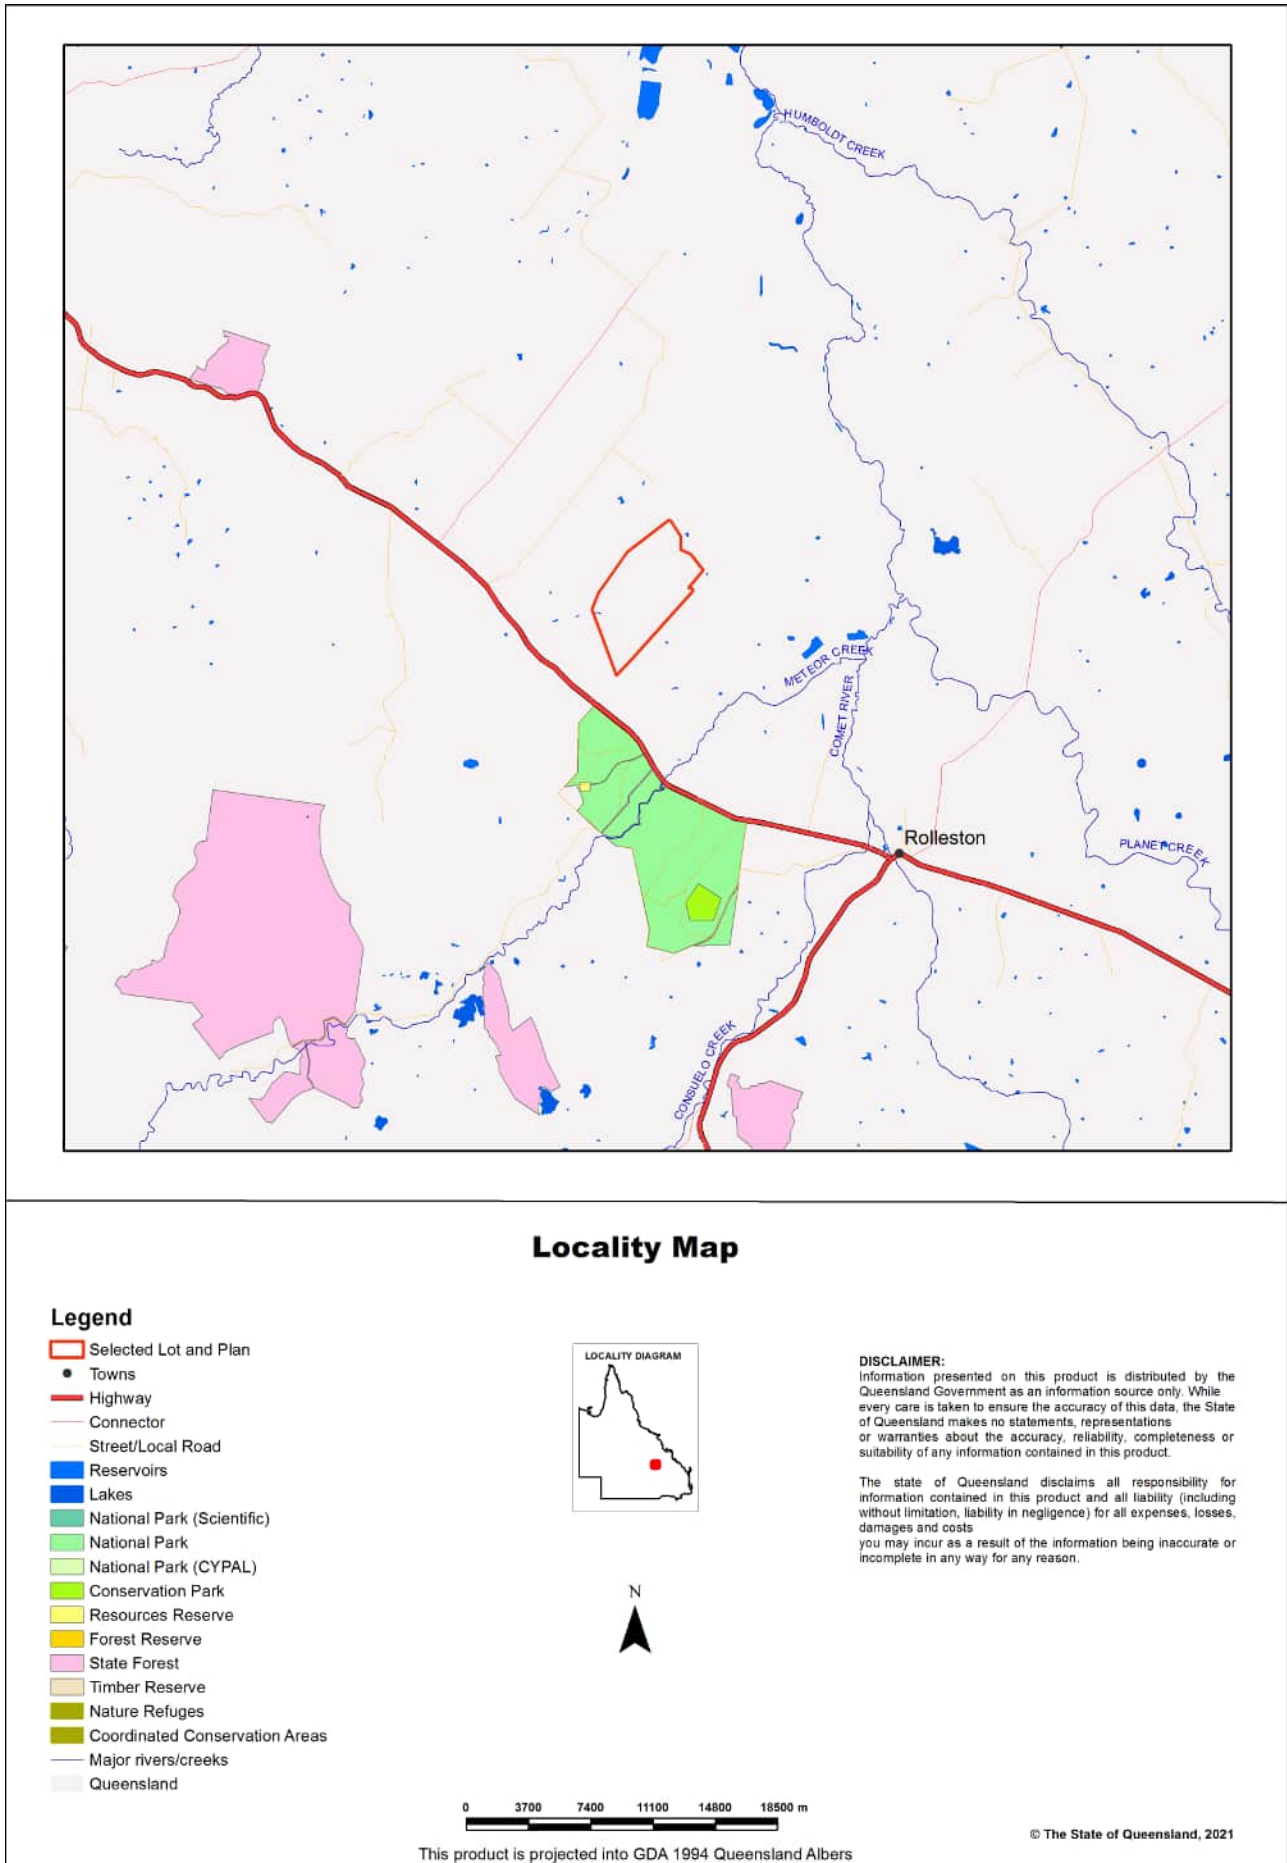 HUMBOLDT CREEK
METEOR CREEK
COMET RIVER
Rolleston
PLANET CREEK
CONSUELO CREEK
Locality Map
Legend
Selected Lot and Plan
Towns
Highway
Connector
Street/Local Road
Reservoirs
Lakes
National Park (Scientific)
National Park
National Park (CYPAL)
Conservation Park
Resources Reserve
Forest Reserve
State Forest
Timber Reserve
Nature Refuges
Coordinated Conservation Areas
Major rivers/creeks
Queensland
LOCALITY DIAGRAM
N
DISCLAIMER:
Information presented on this product is distributed by the
Queensland Government as an information source only. While
every care is taken to ensure the accuracy of this data, the State
of Queensland makes no statements, representations
or warranties about the accuracy, reliability, completeness or
suitability of any information contained in this product.
The state of Queensland disclaims all responsibility for
information contained in this product and all liability (including
without limitation, liability in negligence) for all expenses, losses,
damages and costs
you may incur as a result of the information being inaccurate or
incomplete in any way for any reason.
0 3700 7400 11100 14800 18500 m
This product is projected into GDA 1994 Queensland Albers
© The State of Queensland, 2021